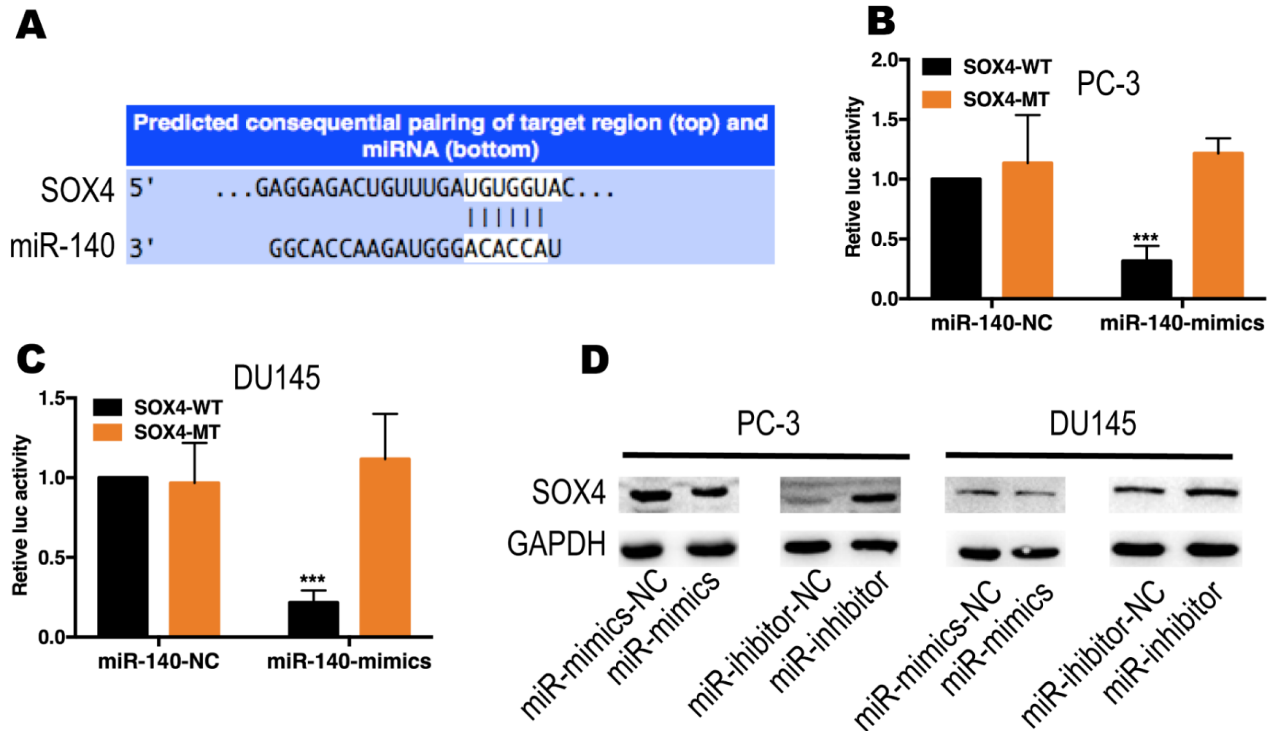 A
Predicted consequential pairing of target region (top) and
miRNA (bottom)
SOX4 5' ...GAGGAGACUGUUUGAUGUGGUAC...
||||||
miR-140 3' GGCACCAAGAUGGGACACCAU
B
2.0
1.5
1.0
0.5
0.0
Retive luc activity
SOX4-WT
SOX4-MT
PC-3
***
miR-140-NC miR-140-mimics
C
DU145
1.5
1.0
0.5
0.0
Retive luc activity
SOX4-WT
SOX4-MT
***
miR-140-NC miR-140-mimics
D
PC-3 DU145
SOX4
GAPDH
miR-mimics-NC
miR-mimics
miR-ihibitor-NC
miR-inhibitor
miR-mimics-NC
miR-mimics
miR-ihibitor-NC
miR-inhibitor